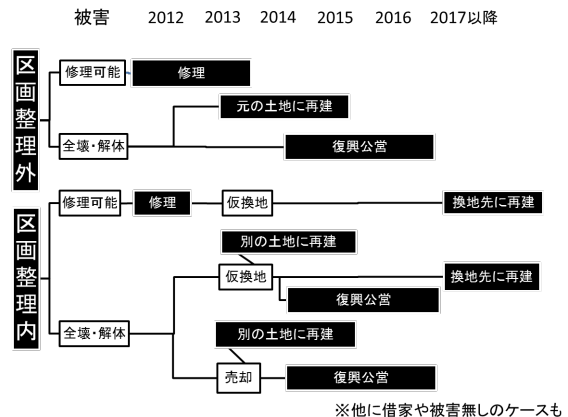 被害 2012 2013 2014 2015 2016 2017以降
区画整理外
修理可能 修理
元の土地に再建
全壊・解体 復興公営
区画整理内
修理可能 修理 仮換地 換地先に再建
別の土地に再建
仮換地 換地先に再建
復興公営
全壊・解体
別の土地に再建
売却 復興公営
※他に借家や被害無しのケースも